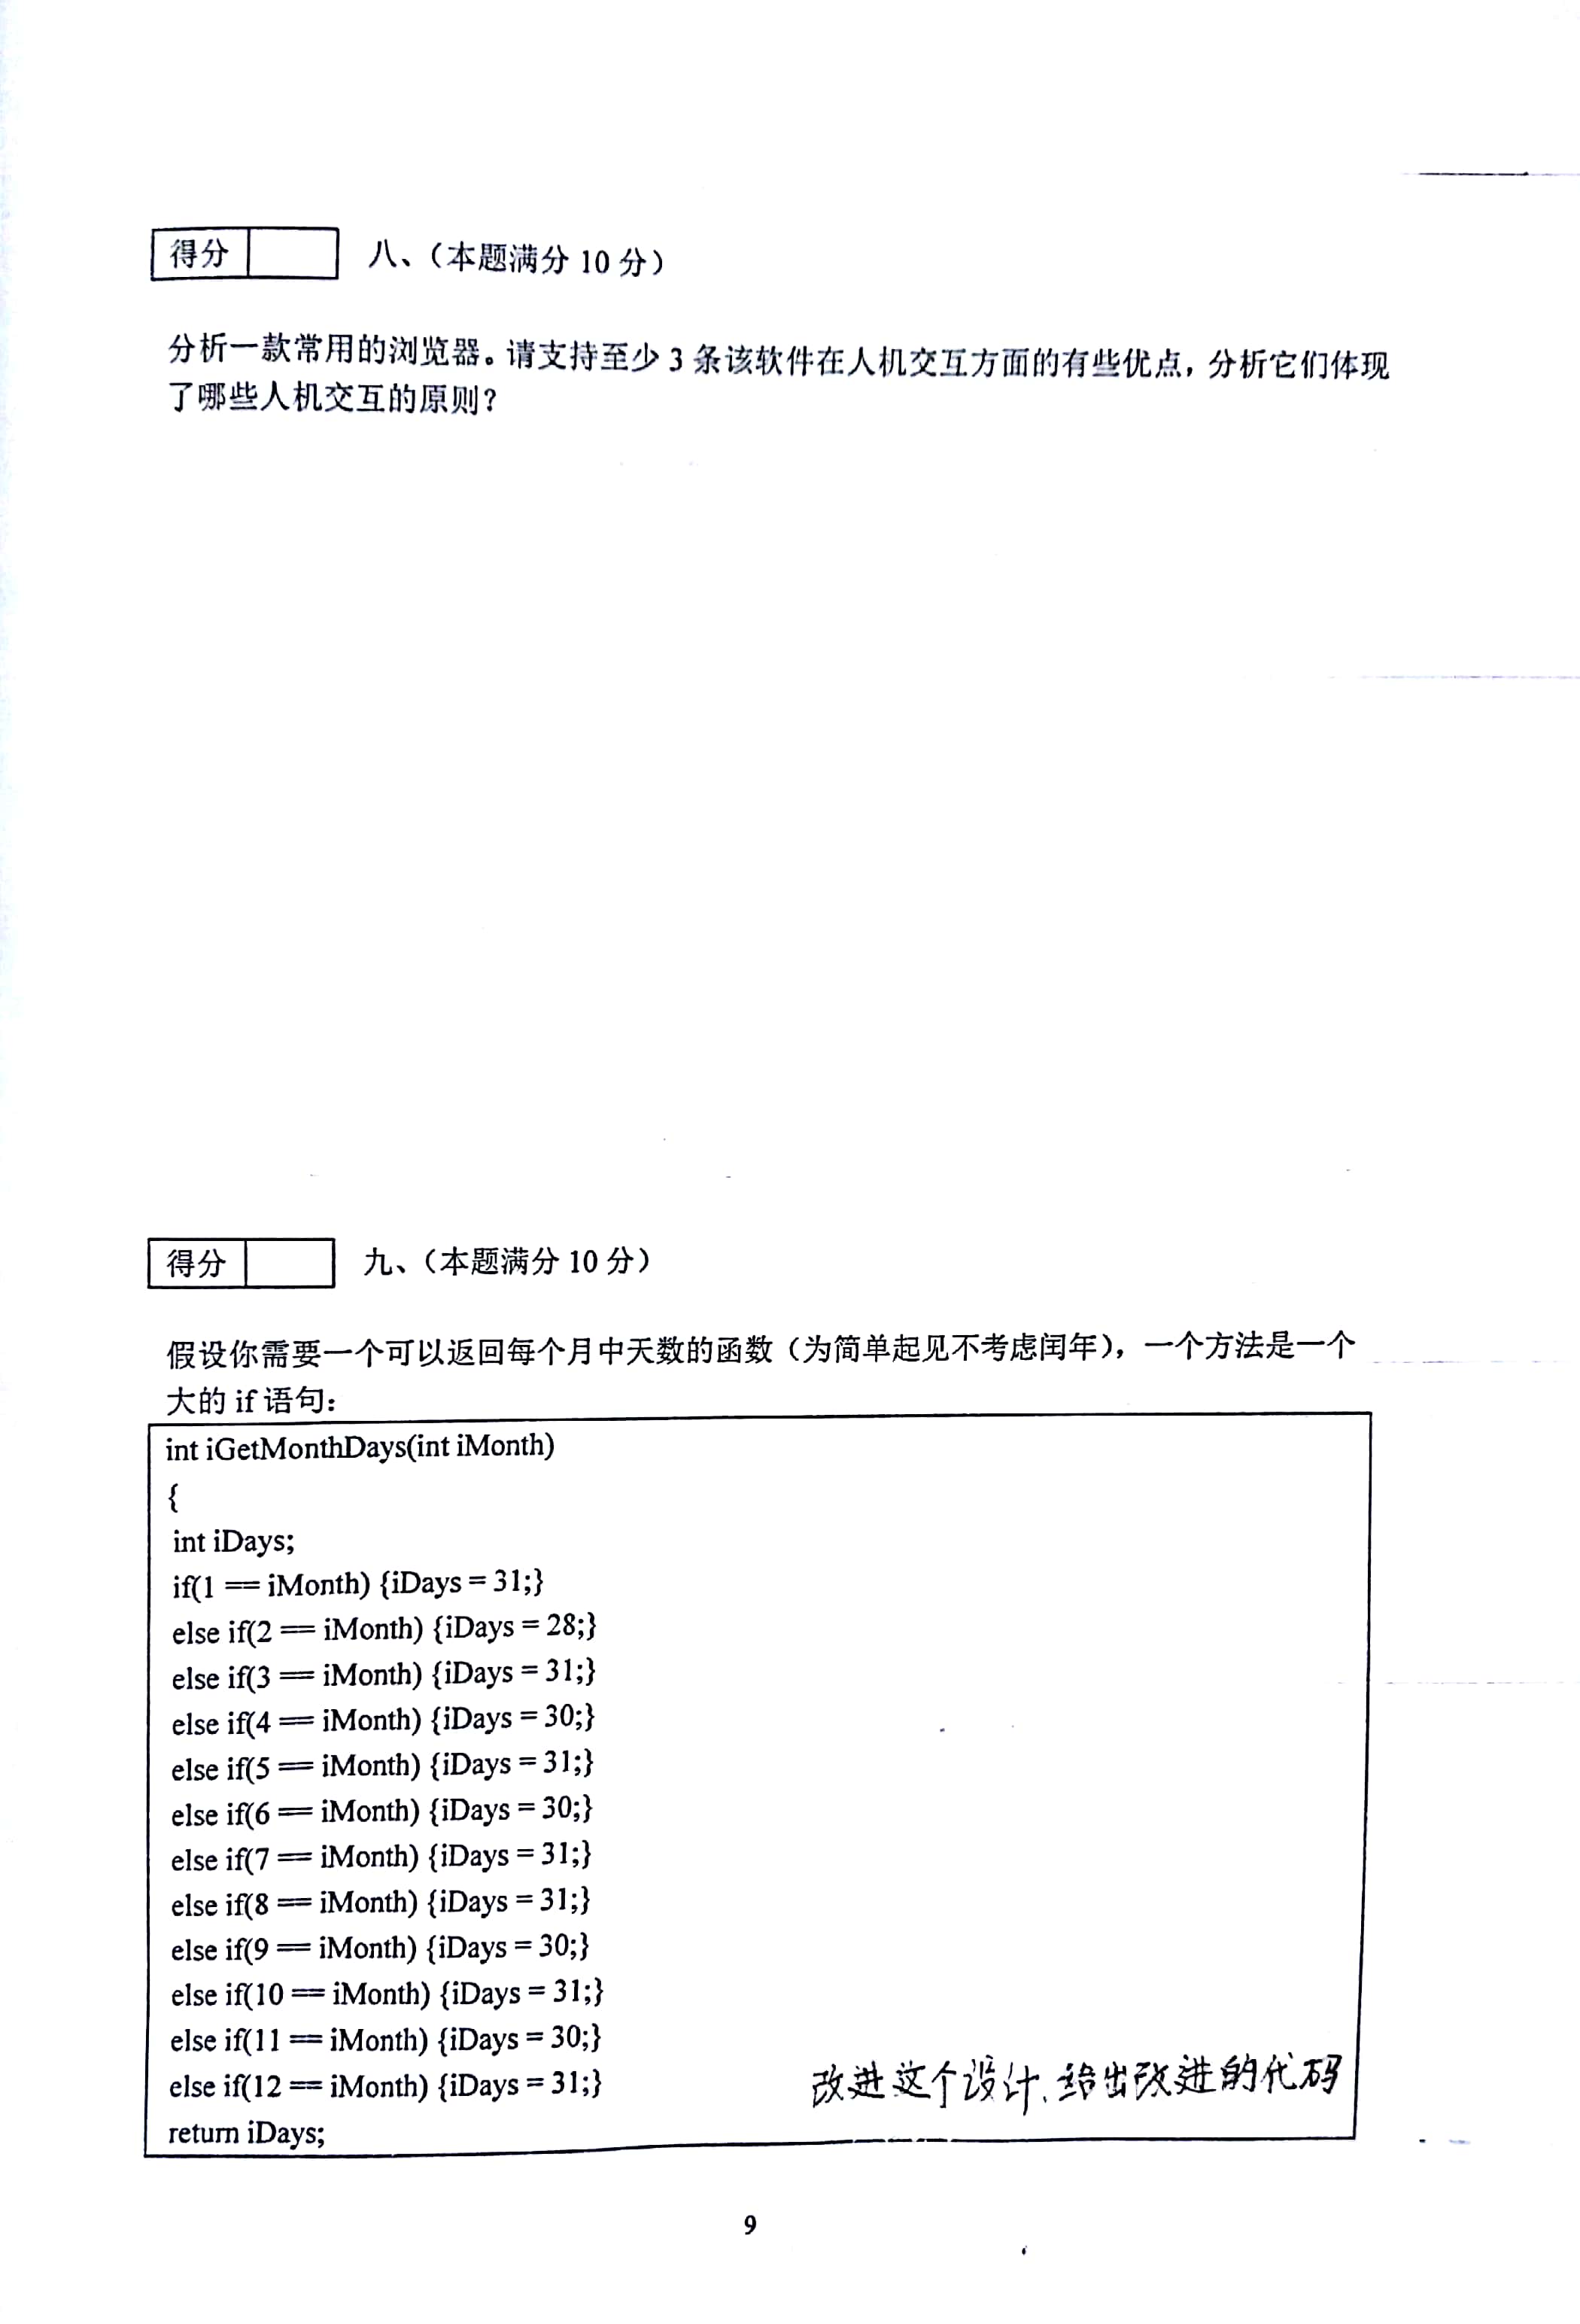 得分 八、（本题满分 10 分）
分析一款常用的浏览器。请支持至少 3 条该软件在人机交互方面的有些优点，分析它们体现
了哪些人机交互的原则？
得分 九、（本题满分 10 分）
假设你需要一个可以返回每个月中天数的函数（为简单起见不考虑闰年），一个方法是一个
大的 if 语句：
int iGetMonthDays(int iMonth)
{
int iDays;
if(1 == iMonth) {iDays = 31;}
else if(2 == iMonth) {iDays = 28;}
else if(3 == iMonth) {iDays = 31;}
else if(4 == iMonth) {iDays = 30;}
else if(5 == iMonth) {iDays = 31;}
else if(6 == iMonth) {iDays = 30;}
else if(7 == iMonth) {iDays = 31;}
else if(8 == iMonth) {iDays = 31;}
else if(9 == iMonth) {iDays = 30;}
else if(10 == iMonth) {iDays = 31;}
else if(11 == iMonth) {iDays = 30;}
else if(12 == iMonth) {iDays = 31;}
改进这个设计、给出改进的代码
return iDays;
9